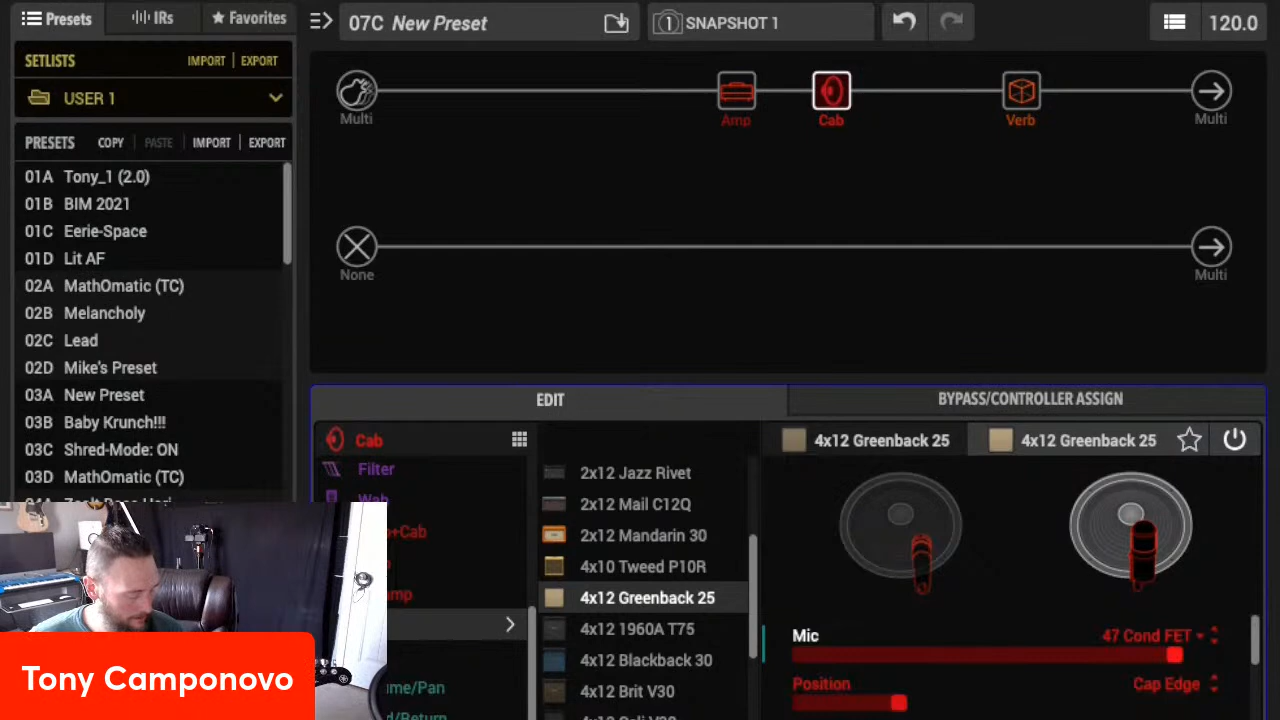 Presets
IRs
Favorites
07C New Preset
1 SNAPSHOT 1
120.0
SETLISTS
IMPORT | EXPORT
USER 1
PRESETS
COPY
PASTE
IMPORT
EXPORT
01A Tony_1 (2.0)
01B BIM 2021
01C Eerie-Space
01D Lit AF
02A MathOmatic (TC)
02B Melancholy
02C Lead
02D Mike's Preset
03A New Preset
03B Baby Krunch!!!
03C Shred-Mode: ON
03D MathOmatic (TC)
Multi
Amp
Cab
Verb
Multi
None
Multi
EDIT
BYPASS/CONTROLLER ASSIGN
Cab
Filter
Wah
2x12 Jazz Rivet
2x12 Mail C12Q
2x12 Mandarin 30
4x10 Tweed P10R
4x12 Greenback 25
4x12 1960A T75
4x12 Blackback 30
4x12 Brit V30
4x12 Greenback 25
4x12 Greenback 25
Mic
47 Cond FET
Position
Cap Edge
Tony Camponovo